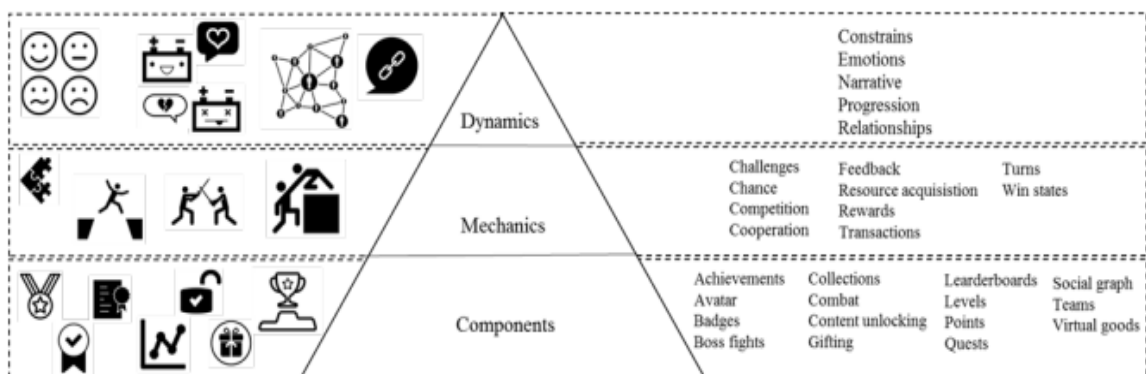 Dynamics
Constrains
Emotions
Narrative
Progression
Relationships
Mechanics
Challenges
Chance
Competition
Cooperation
Feedback
Resource acquisistion
Rewards
Transactions
Turns
Win states
Components
Achievements
Avatar
Badges
Boss fights
Collections
Combat
Content unlocking
Gifting
Learderboards
Levels
Points
Quests
Social graph
Teams
Virtual goods